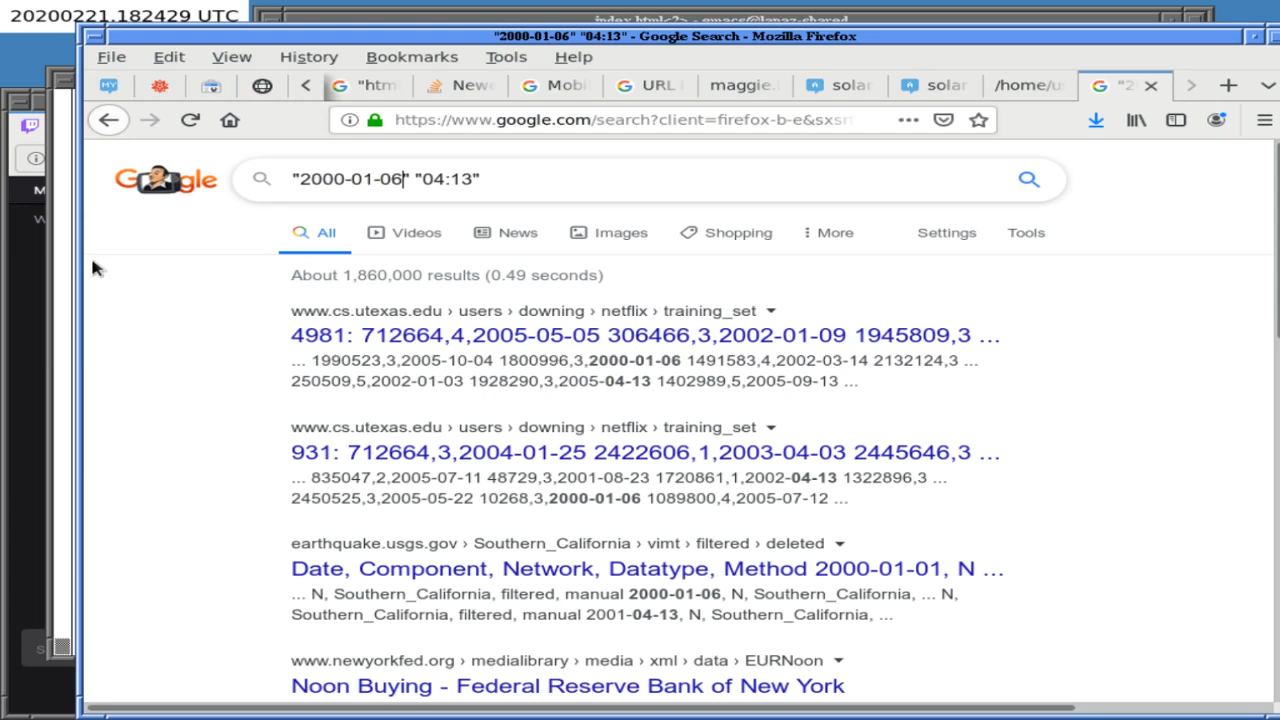 20200221.182429 UTC
index.html<2> - emacs@lapaz-shared
"2000-01-06" "04:13" - Google Search - Mozilla Firefox
File Edit View History Bookmarks Tools Help
"htm New Mobi URL maggie. solar solar /home/us "2
https://www.google.com/search?client=firefox-b-e&sxsr
Google
"2000-01-06" "04:13"
All Videos News Images Shopping More Settings Tools
About 1,860,000 results (0.49 seconds)
www.cs.utexas.edu › users › downing › netflix › training_set
4981: 712664,4,2005-05-05 306466,3,2002-01-09 1945809,3 ...
... 1990523,3,2005-10-04 1800996,3,2000-01-06 1491583,4,2002-03-14 2132124,3 ...
250509,5,2002-01-03 1928290,3,2005-04-13 1402989,5,2005-09-13 ...
www.cs.utexas.edu › users › downing › netflix › training_set
931: 712664,3,2004-01-25 2422606,1,2003-04-03 2445646,3 ...
... 835047,2,2005-07-11 48729,3,2001-08-23 1720861,1,2002-04-13 1322896,3 ...
2450525,3,2005-05-22 10268,3,2000-01-06 1089800,4,2005-07-12 ...
earthquake.usgs.gov › Southern_California › vimt › filtered › deleted
Date, Component, Network, Datatype, Method 2000-01-01, N ...
... N, Southern_California, filtered, manual 2000-01-06, N, Southern_California, ... N,
Southern_California, filtered, manual 2001-04-13, N, Southern_California, ...
www.newyorkfed.org › medialibrary › media › xml › data › EURNoon
Noon Buying - Federal Reserve Bank of New York